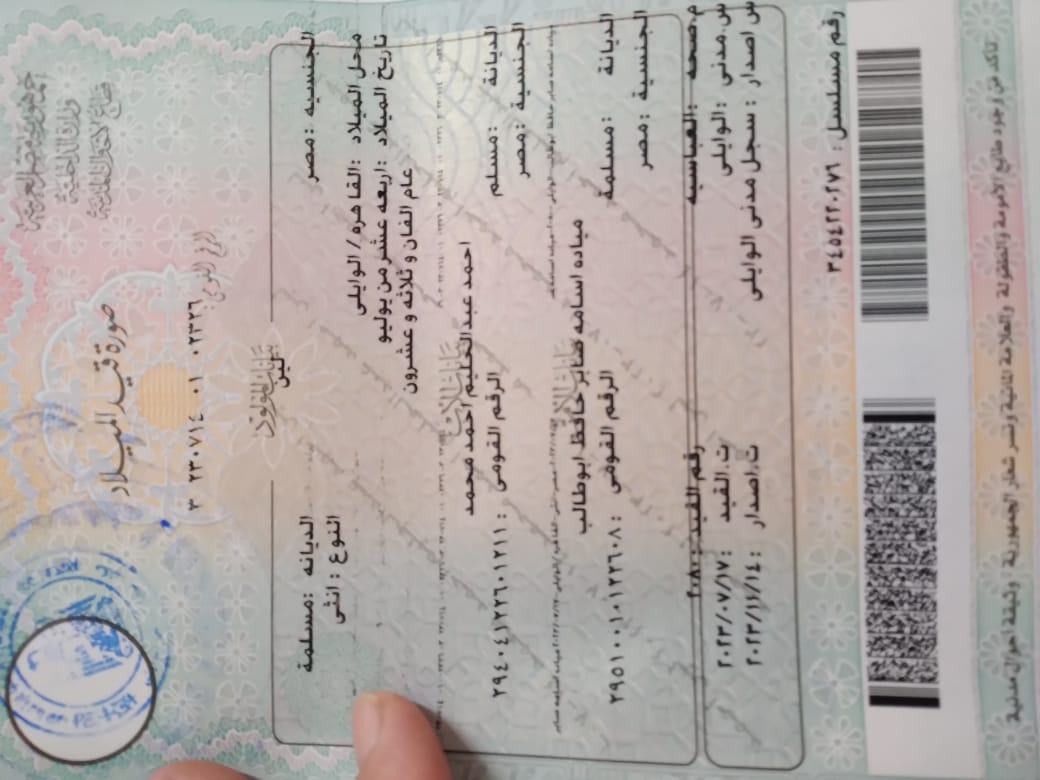 جمهورية مصر العربية
وزارة الداخلية
قطاع الأحوال المدنية
صورة قيد الميلاد
الرقم القومى: ٣ ٢٣٠٧١٤ ٠١ ٠٢٣٢٦
بيانات المولود
لين
الجنسيه : مصر الديانه : مسلمة
النوع : انثى
محل الميلاد : القاهره / الوايلى
تاريخ الميلاد : اربعه عشر من يوليو
عام الفان و ثلاثه و عشرون
بيانات الأب
احمد عبدالحليم احمد محمد
الديانة : مسلم الرقم القومى : ٢٩٤٠٤١٢٢٦٠١٢١١
الجنسية : مصر
بيانات الأم
مياده اسامه صابر حافظ ابوطالب
الديانة : مسلمة الرقم القومى : ٢٩٥١٠٠١٠١٢٢٦٠٨
الجنسية : مصر
م.صحه : العباسيه رقم القيد : ٢٠٨٠
س.مدنى : الوايلى ت.القيد : ٢٠٢٣/٠٧/١٧
س اصدار : سجل مدنى الوايلى ت.اصدار : ٢٠٢٣/١١/١٤
رقم مسلسل : ٣٤٥٤٢٢٠٢٧٦
تأكد من وجود طابع الأمومة والطفولة والعلامة المائية ونسر شعار الجمهورية وثيقة أحوال مدنية